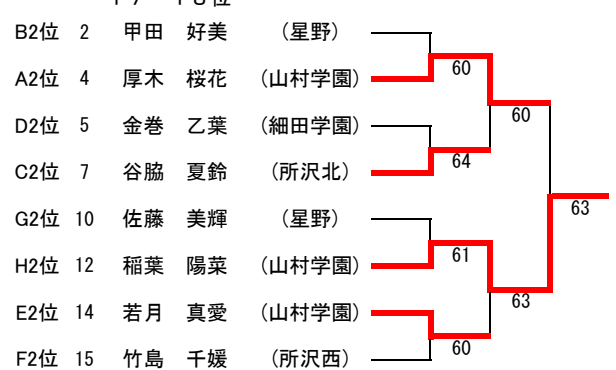 B2位 2 甲田 好美 (星野)
60
A2位 4 厚木 桜花 (山村学園)
60
D2位 5 金巻 乙葉 (細田学園)
64
C2位 7 谷脇 夏鈴 (所沢北)
63
G2位 10 佐藤 美輝 (星野)
61
H2位 12 稲葉 陽菜 (山村学園)
63
E2位 14 若月 真愛 (山村学園)
60
F2位 15 竹島 千媛 (所沢西)